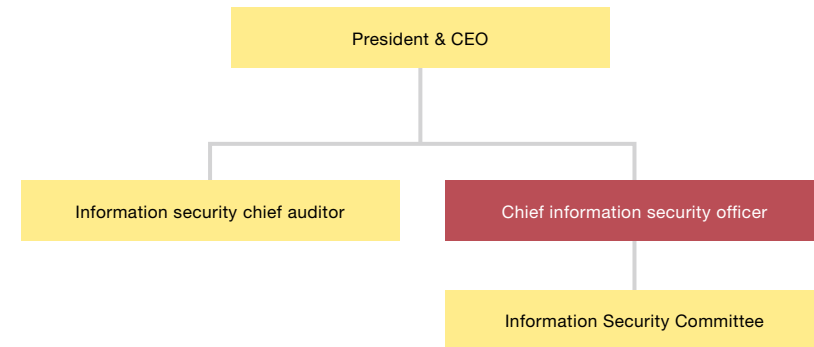 President & CEO
Information security chief auditor
Chief information security officer
Information Security Committee